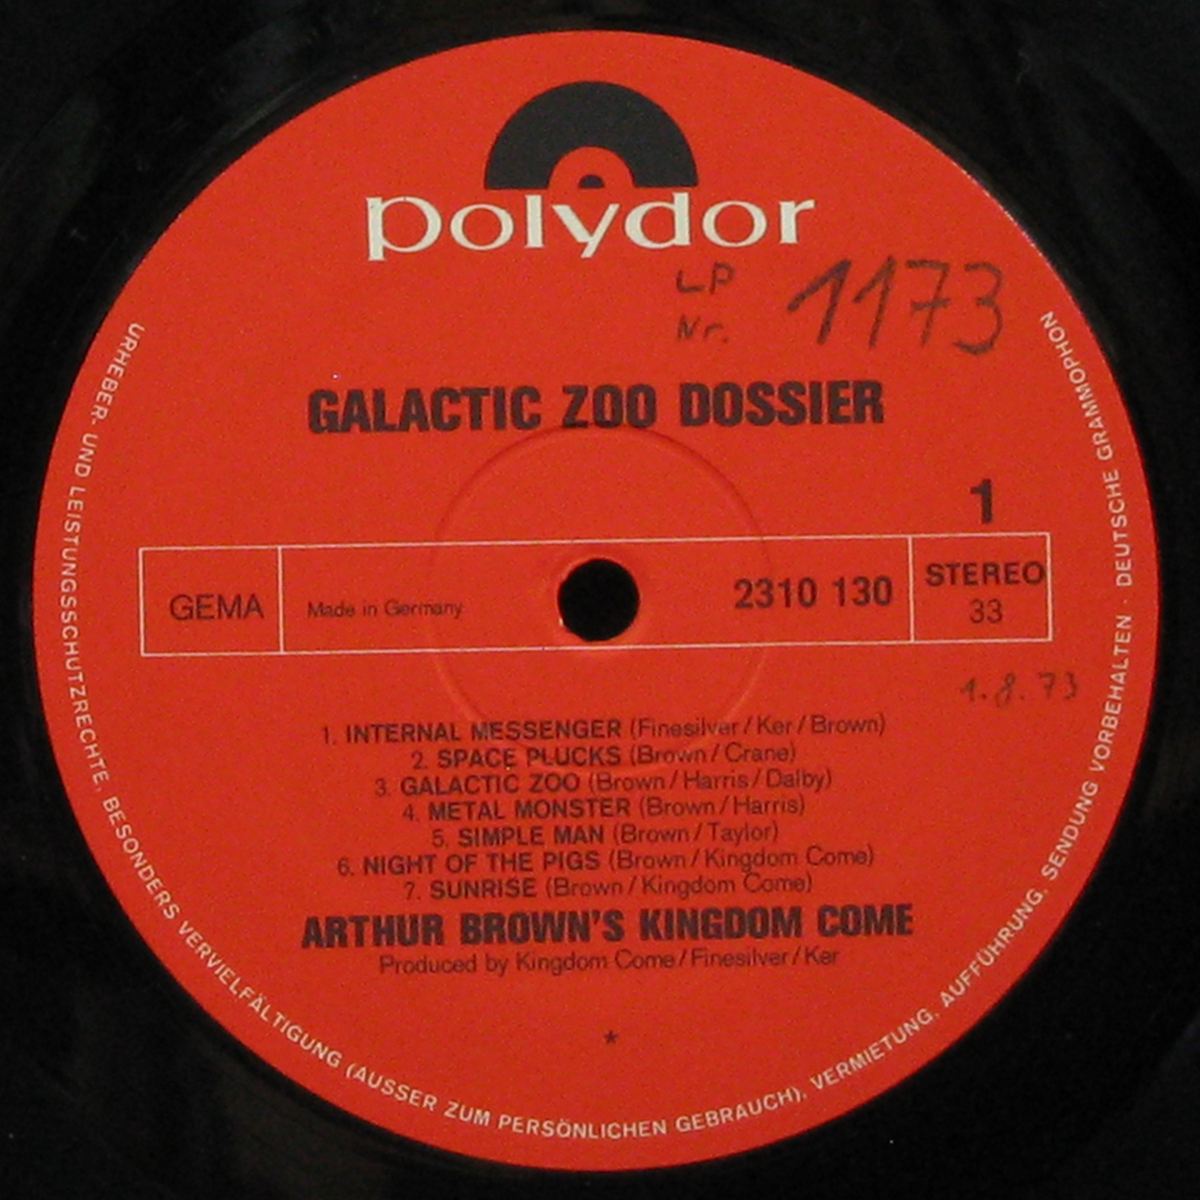 polydor
LP
Nr. 1173
GALACTIC ZOO DOSSIER
1
GEMA
Made in Germany
2310 130
STEREO
33
1.8.73
1. INTERNAL MESSENGER (Finesilver/Ker/Brown)
2. SPACE PLUCKS (Brown/Crane)
3. GALACTIC ZOO (Brown/Harris/Dalby)
4. METAL MONSTER (Brown/Harris)
5. SIMPLE MAN (Brown/Taylor)
6. NIGHT OF THE PIGS (Brown/Kingdom Come)
7. SUNRISE (Brown/Kingdom Come)
ARTHUR BROWN'S KINGDOM COME
Produced by Kingdom Come/Finesilver/Ker
*
URHEBER- UND LEISTUNGSSCHUTZRECHTE, BESONDERS VERVIELFÄLTIGUNG (AUSSER ZUM PERSÖNLICHEN GEBRAUCH), VERMIETUNG, AUFFÜHRUNG, SENDUNG VORBEHALTEN · DEUTSCHE GRAMMOPHON